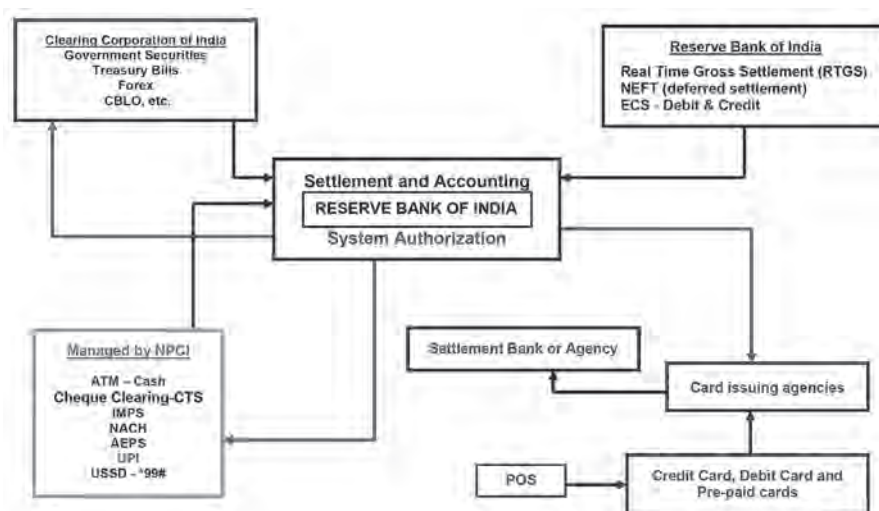 Clearing Corporation of India
Government Securities
Treasury Bills
Forex
CBLO, etc.
Reserve Bank of India
Real Time Gross Settlement (RTGS)
NEFT (deferred settlement)
ECS - Debit & Credit
Settlement and Accounting
RESERVE BANK OF INDIA
System Authorization
Managed by NPCI
ATM – Cash
Cheque Clearing-CTS
IMPS
NACH
AEPS
UPI
USSD - *99#
Settlement Bank or Agency
Card issuing agencies
POS
Credit Card, Debit Card and
Pre-paid cards